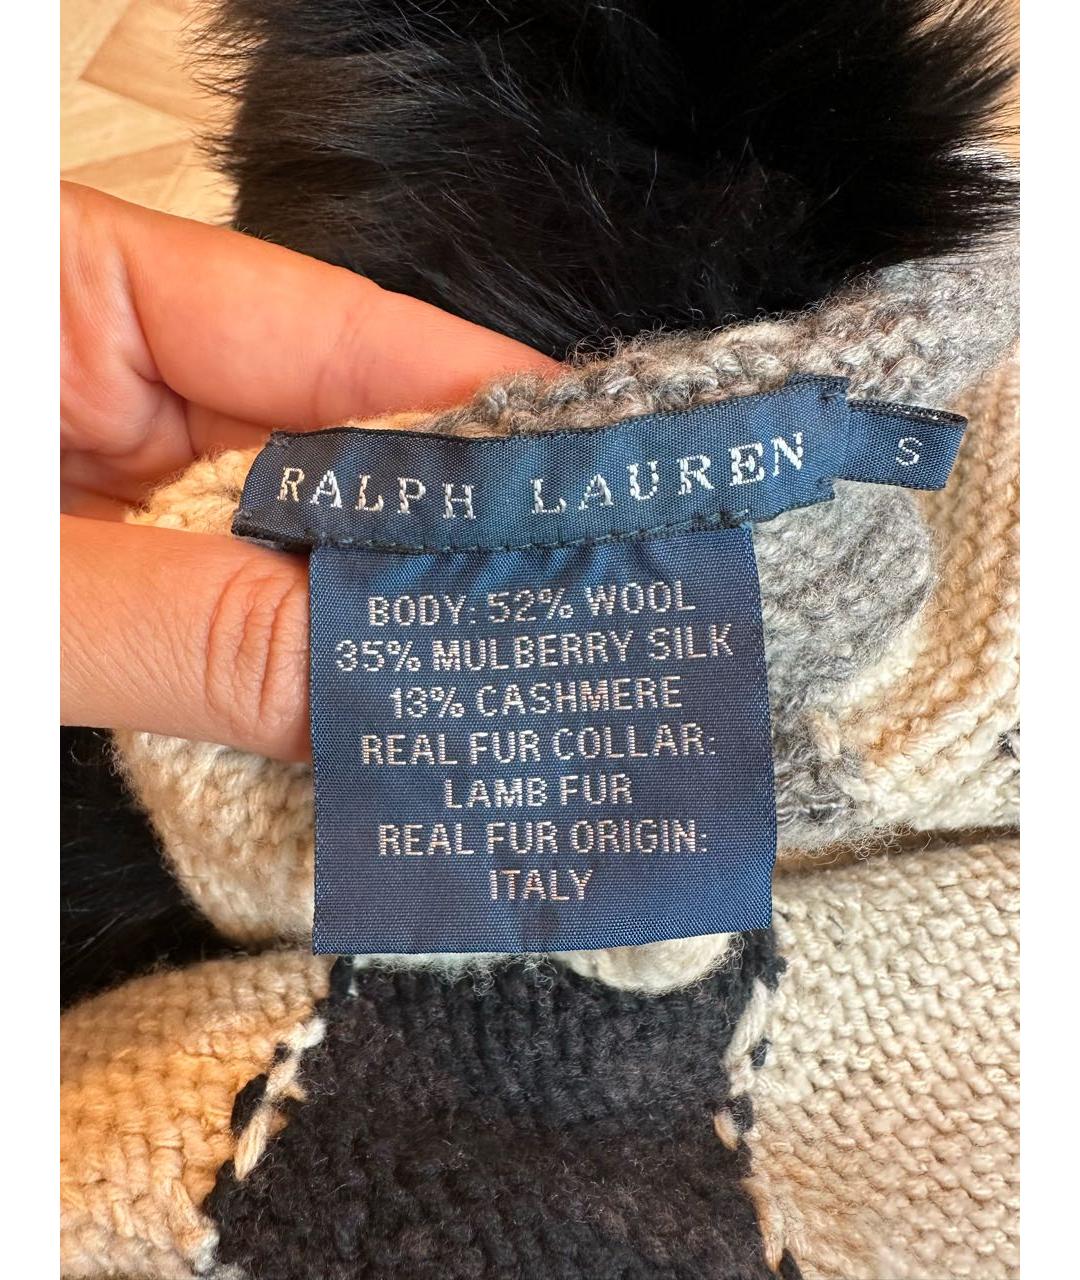 RALPH LAUREN
S
BODY: 52% WOOL
35% MULBERRY SILK
13% CASHMERE
REAL FUR COLLAR:
LAMB FUR
REAL FUR ORIGIN:
ITALY